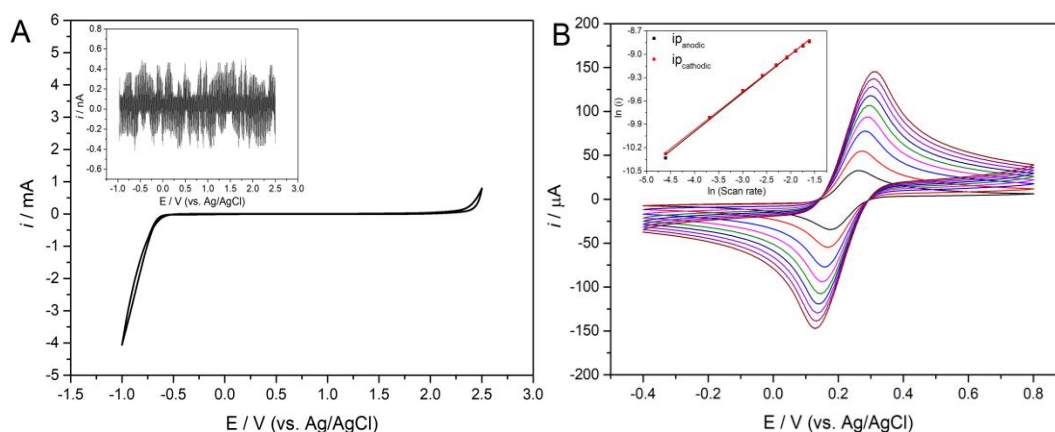 A
6
5
4
3
2
1
0
-1
-2
-3
-4
-5
i / mA
-1.5 -1.0 -0.5 0.0 0.5 1.0 1.5 2.0 2.5 3.0
E / V (vs. Ag/AgCl)
0.8
0.6
0.4
0.2
0.0
-0.2
-0.4
-0.6
i / nA
-1.0 -0.5 0.0 0.5 1.0 1.5 2.0 2.5 3.0
E / V (vs. Ag/AgCl)
B
200
150
100
50
0
-50
-100
-150
-200
i / µA
-0.4 -0.2 0.0 0.2 0.4 0.6 0.8
E / V (vs. Ag/AgCl)
ip anodic
ip cathodic
-8.7
-9.0
-9.3
-9.6
-9.9
-10.2
-10.5
ln (i)
-5.0 -4.5 -4.0 -3.5 -3.0 -2.5 -2.0 -1.5
ln (Scan rate)